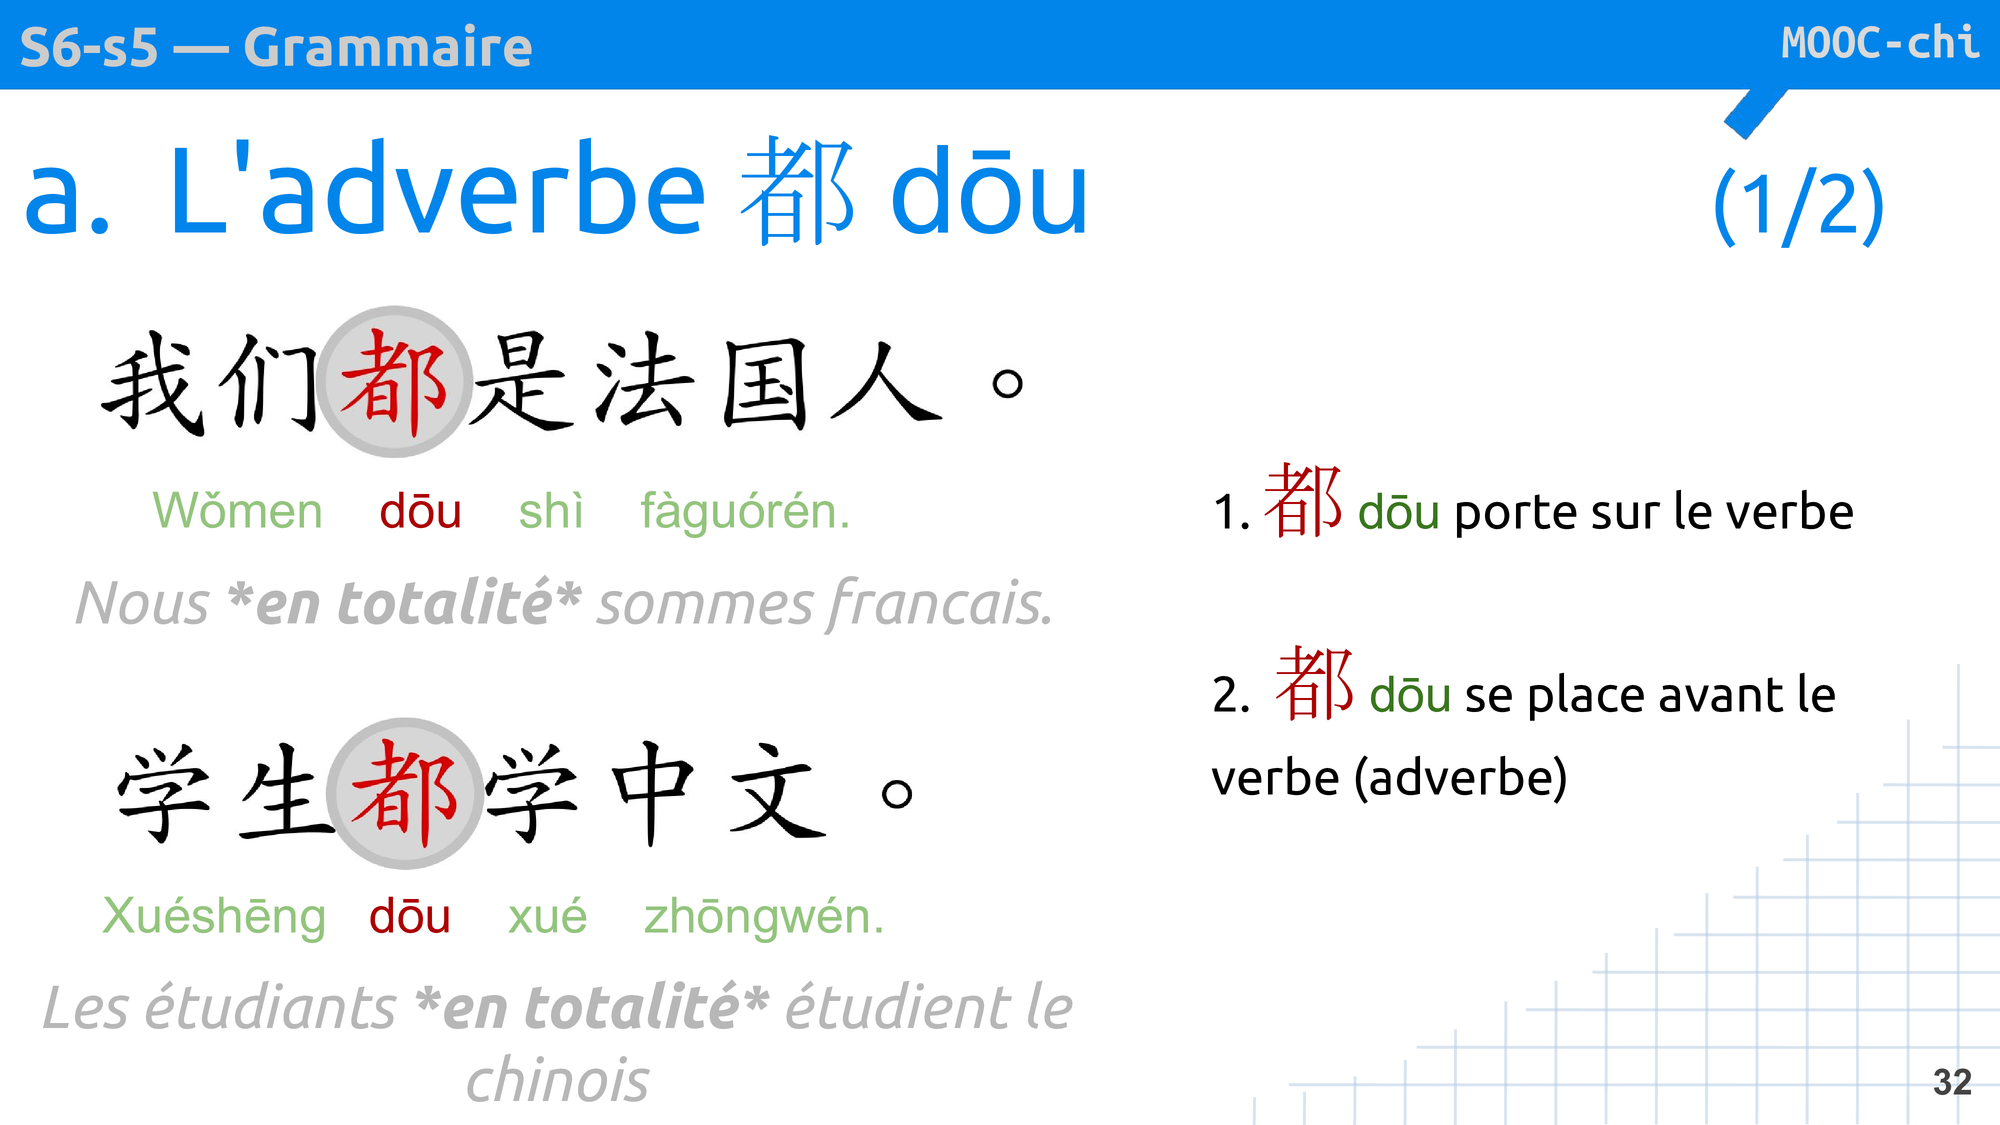 S6-s5 — Grammaire
MOOC-chi
a. L'adverbe 都 dōu
(1/2)
我们都是法国人。
Wǒmen dōu shì fàguórén.
Nous *en totalité* sommes francais.
学生都学中文。
Xuéshēng dōu xué zhōngwén.
Les étudiants *en totalité* étudient le
chinois
1. 都 dōu porte sur le verbe
2. 都 dōu se place avant le
verbe (adverbe)
32